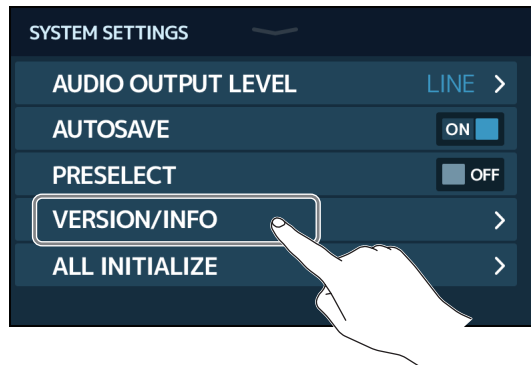 SYSTEM SETTINGS
AUDIO OUTPUT LEVEL LINE
AUTOSAVE ON
PRESELECT OFF
VERSION/INFO
ALL INITIALIZE